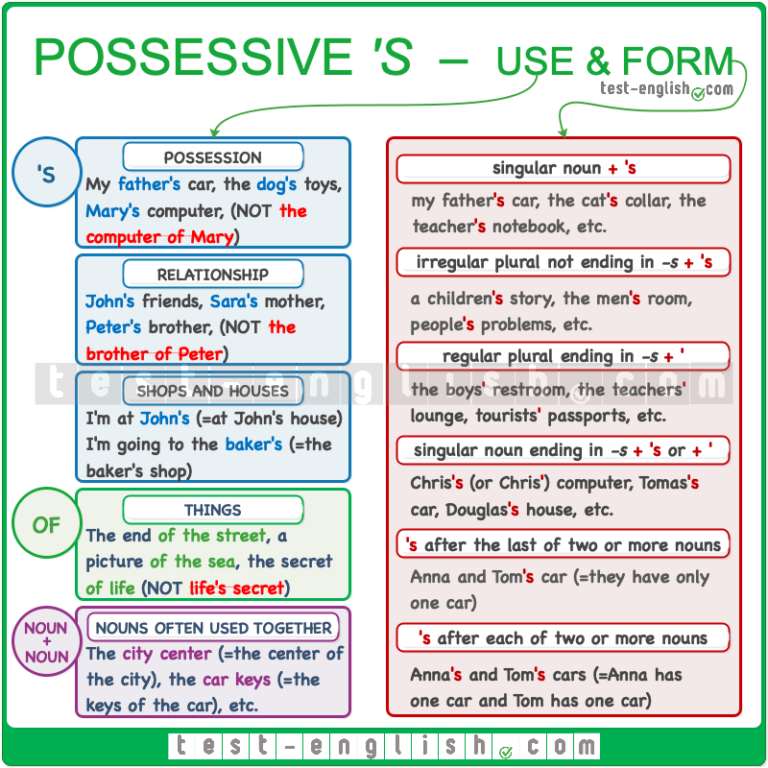 POSSESSIVE 'S – USE & FORM
test-english.com
'S
POSSESSION
My father's car, the dog's toys,
Mary's computer, (NOT the
computer of Mary)
RELATIONSHIP
John's friends, Sara's mother,
Peter's brother, (NOT the
brother of Peter)
SHOPS AND HOUSES
I'm at John's (=at John's house)
I'm going to the baker's (=the
baker's shop)
OF
THINGS
The end of the street, a
picture of the sea, the secret
of life (NOT life's secret)
NOUN
+
NOUN
NOUNS OFTEN USED TOGETHER
The city center (=the center of
the city), the car keys (=the
keys of the car), etc.
singular noun + 's
my father's car, the cat's collar, the
teacher's notebook, etc.
irregular plural not ending in –s + 's
a children's story, the men's room,
people's problems, etc.
regular plural ending in –s + '
the boys' restroom, the teachers'
lounge, tourists' passports, etc.
singular noun ending in –s + 's or + '
Chris's (or Chris') computer, Tomas's
car, Douglas's house, etc.
's after the last of two or more nouns
Anna and Tom's car (=they have only
one car)
's after each of two or more nouns
Anna's and Tom's cars (=Anna has
one car and Tom has one car)
test-english.com
test-english.com